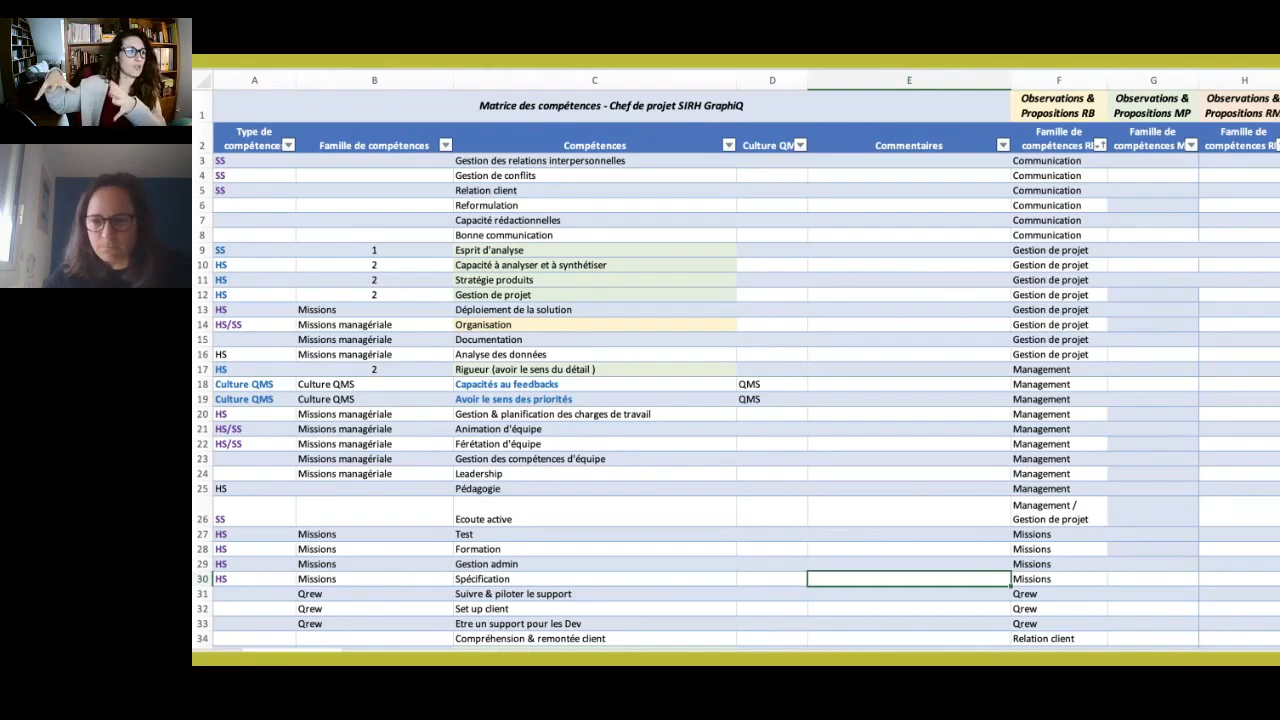 A B C D E F G H
1 Matrice des compétences - Chef de projet SIRH GraphiQ Observations & Propositions RB Observations & Propositions MP Observations & Propositions RM
2 Type de compétence Famille de compétences Compétences Culture QM Commentaires Famille de compétences Famille de compétences Famille de compétences
3 SS Gestion des relations interpersonnelles Communication
4 SS Gestion de conflits Communication
5 SS Relation client Communication
6 Reformulation Communication
7 Capacité rédactionnelles Communication
8 Bonne communication Communication
9 SS 1 Esprit d'analyse Gestion de projet
10 HS 2 Capacité à analyser et à synthétiser Gestion de projet
11 HS 2 Stratégie produits Gestion de projet
12 HS 2 Gestion de projet Gestion de projet
13 HS Missions Déploiement de la solution Gestion de projet
14 HS/SS Missions managériale Organisation Gestion de projet
15 Missions managériale Documentation Gestion de projet
16 HS Missions managériale Analyse des données Gestion de projet
17 HS 2 Rigueur (avoir le sens du détail ) Management
18 Culture QMS Culture QMS Capacités au feedbacks QMS Management
19 Culture QMS Culture QMS Avoir le sens des priorités QMS Management
20 HS Missions managériale Gestion & planification des charges de travail Management
21 HS/SS Missions managériale Animation d'équipe Management
22 HS/SS Missions managériale Férétation d'équipe Management
23 Missions managériale Gestion des compétences d'équipe Management
24 Missions managériale Leadership Management
25 HS Pédagogie Management
26 SS Ecoute active Management / Gestion de projet
27 HS Missions Test Missions
28 HS Missions Formation Missions
29 HS Missions Gestion admin Missions
30 HS Missions Spécification Missions
31 Qrew Suivre & piloter le support Qrew
32 Qrew Set up client Qrew
33 Qrew Etre un support pour les Dev Qrew
34 Compréhension & remontée client Relation client